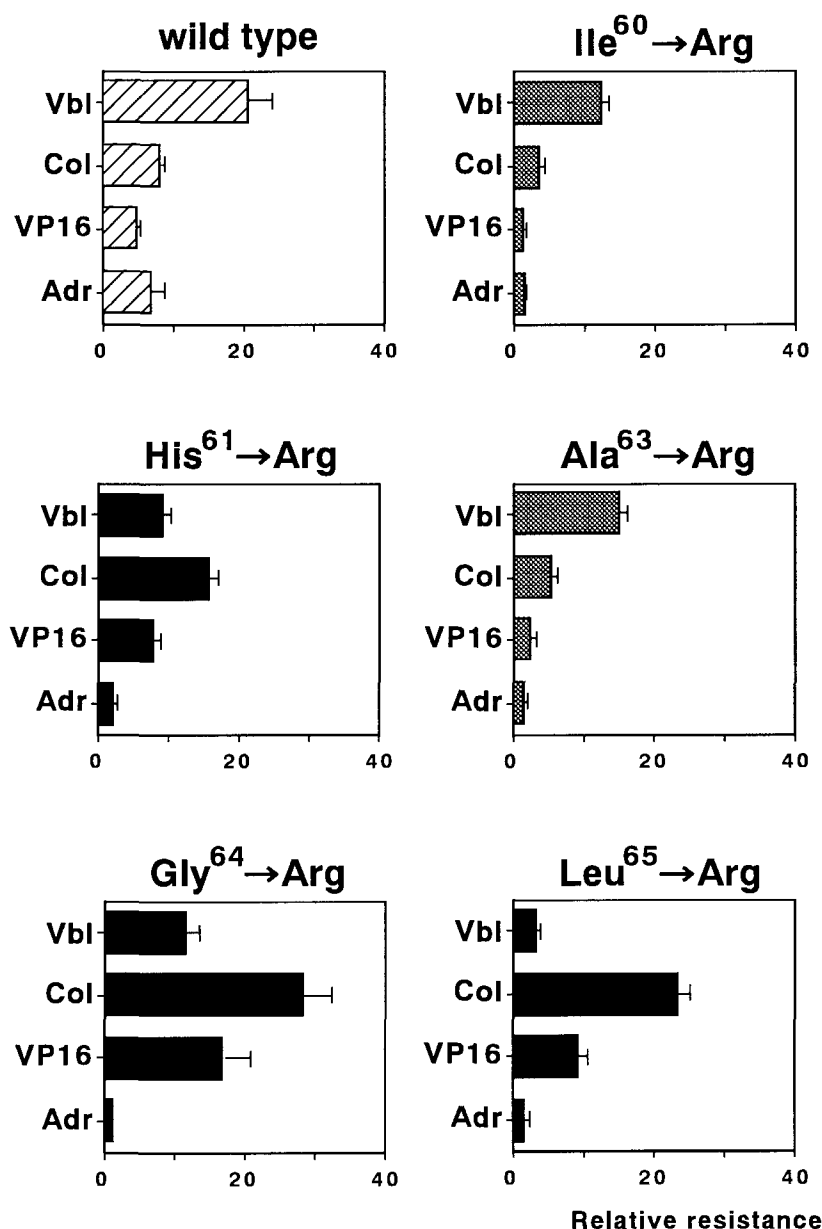 wild type
Vbl
Col
VP16
Adr
0 20 40
Ile60→Arg
Vbl
Col
VP16
Adr
0 20 40
His61→Arg
Vbl
Col
VP16
Adr
0 20 40
Ala63→Arg
Vbl
Col
VP16
Adr
0 20 40
Gly64→Arg
Vbl
Col
VP16
Adr
0 20 40
Leu65→Arg
Vbl
Col
VP16
Adr
0 20 40
Relative resistance